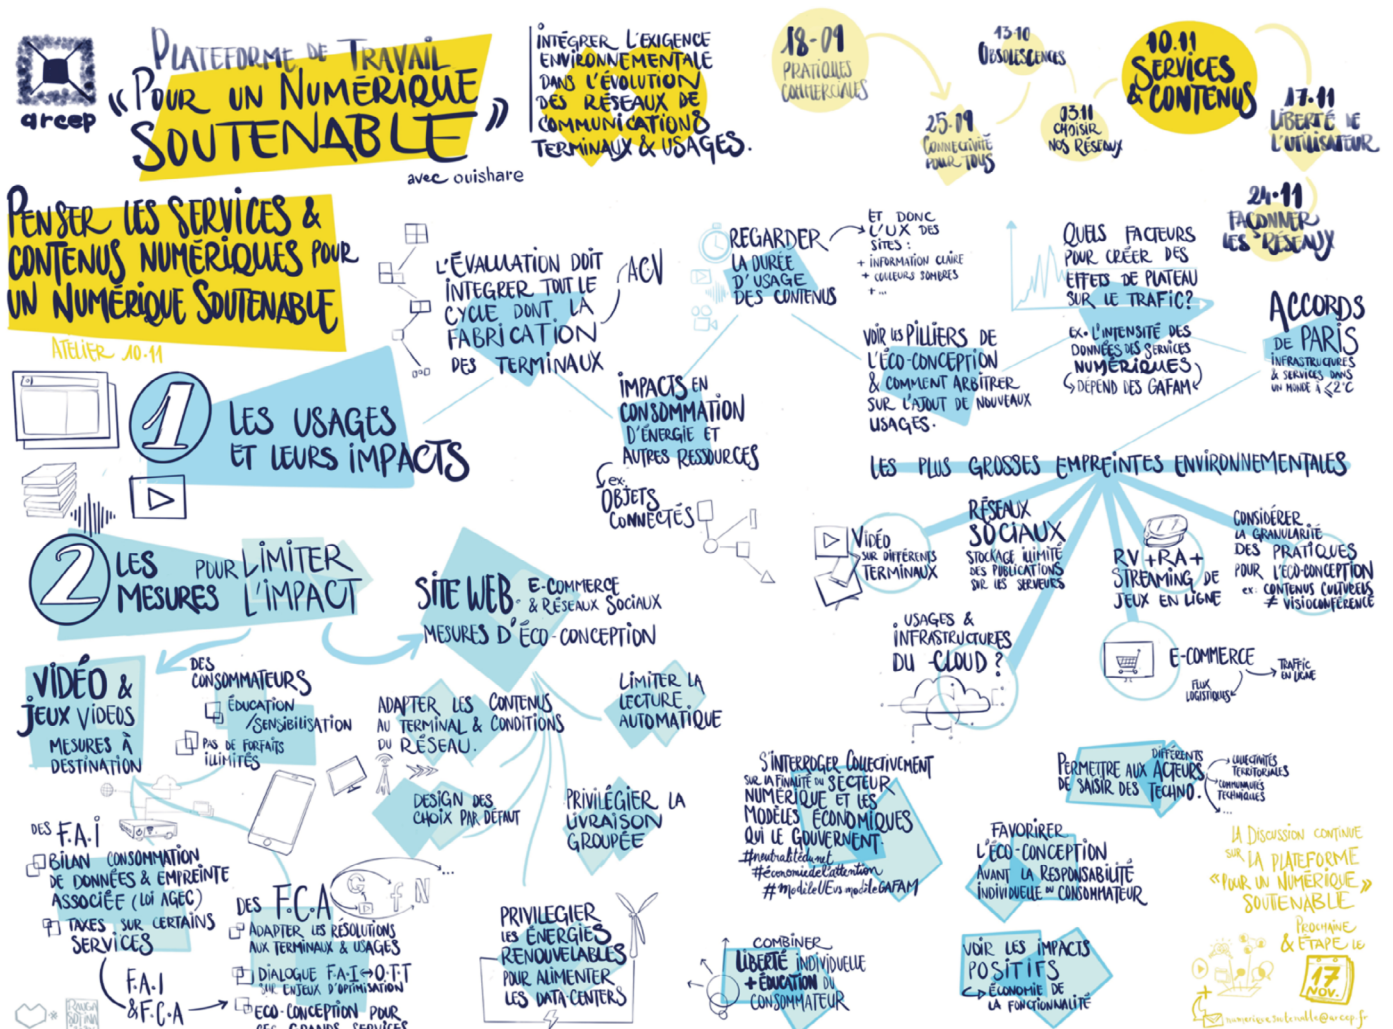 arcep
PLATEFORME DE TRAVAIL
« POUR UN NUMÉRIQUE
SOUTENABLE »
avec ouishare
INTÉGRER L'EXIGENCE
ENVIRONNEMENTALE
DANS L'ÉVOLUTION
DES RÉSEAUX DE
COMMUNICATIONS
TERMINAUX & USAGES.
18-09
PRATIQUES
COMMERCIALES
25.09
CONNECTIVITÉ
POUR TOUS
13-10
OBSOLESCENCES
03.11
CHOISIR
NOS RÉSEAUX
10.11
SERVICES
& CONTENUS
17.11
LIBERTÉ DE
L'UTILISATEUR
24.11
FAÇONNER
LES RÉSEAUX
PENSER LES SERVICES &
CONTENUS NUMÉRIQUES POUR
UN NUMÉRIQUE SOUTENABLE
ATELIER 10.11
1
LES USAGES
ET LEURS IMPACTS
L'ÉVALUATION DOIT
INTEGRER TOUT LE
CYCLE DONT LA
FABRICATION
DES TERMINAUX
ACV
IMPACTS EN
CONSOMMATION
D'ÉNERGIE ET
AUTRES RESSOURCES
ex:
OBJETS
CONNECTÉS
REGARDER
LA DURÉE
D'USAGE
DES CONTENUS
ET DONC
L'UX DES
SITES :
+ INFORMATION CLAIRE
+ COULEURS SOMBRES
+ ...
VOIR LES PILLIERS DE
L'ÉCO-CONCEPTION
& COMMENT ARBITRER
SUR L'AJOUT DE NOUVEAUX
USAGES.
QUELS FACTEURS
POUR CRÉER DES
EFFETS DE PLATEAU
SUR LE TRAFIC?
EX. L'INTENSITÉ DES
DONNÉES DES SERVICES
NUMÉRIQUES
DÉPEND DES GAFAM
ACCORDS
DE PARIS
INFRASTRUCTURES
& SERVICES DANS
UN MONDE À ⩽2°C
LES PLUS GROSSES EMPREINTES ENVIRONNEMENTALES
VIDÉO
SUR DIFFÉRENTS
TERMINAUX
RÉSEAUX
SOCIAUX
STOCKAGE ILLIMITÉ
DES PUBLICATIONS
SUR LES SERVEURS
USAGES &
INFRASTRUCTURES
DU CLOUD ?
RV + RA +
STREAMING DE
JEUX EN LIGNE
E-COMMERCE
TRAFFIC
EN LIGNE
FLUX
LOGISTIQUES
CONSIDÉRER
LA GRANULARITÉ
DES PRATIQUES
POUR L'ÉCO-CONCEPTION
ex: CONTENUS CULTURELS
≠ VISIOCONFÉRENCE
2
LES
MESURES POUR LIMITER
L'IMPACT
SITE WEB, E-COMMERCE
& RÉSEAUX SOCIAUX
MESURES D'ÉCO-CONCEPTION
ADAPTER LES CONTENUS
AU TERMINAL & CONDITIONS
DU RÉSEAU.
LIMITER LA
LECTURE
AUTOMATIQUE
DESIGN DES
CHOIX PAR DÉFAUT
PRIVILÉGIER LA
LIVRAISON
GROUPÉE
PRIVILEGIER
LES ÉNERGIES
RENOUVELABLES
POUR ALIMENTER
LES DATA-CENTERS
VIDÉO &
JEUX VIDEOS
MESURES À
DESTINATION
DES
CONSOMMATEURS
ÉDUCATION
/SENSIBILISATION
PAS DE FORFAITS
ILLIMITÉS
DES F.A.I
BILAN CONSOMMATION
DE DONNÉES & EMPREINTE
ASSOCIÉE (LOI AGEC)
TAXES SUR CERTAINS
SERVICES
F.A.I
& F.C.A
DES F.C.A
G f N ...
ADAPTER LES RÉSOLUTIONS
AUX TERMINAUX & USAGES
DIALOGUE F.A.I ↔ O.T.T
SUR ENJEUX D'OPTIMISATION
ECO-CONCEPTION POUR
DES GRANDS SERVICES
S'INTERROGER COLLECTIVEMENT
SUR LA FINALITÉ DU SECTEUR
NUMÉRIQUE ET LES
MODÈLES ÉCONOMIQUES
QUI LE GOUVERNENT.
#neutralitédunet
#économiedel'attention
#modèleUEvsmodèleGAFAM
COMBINER
LIBERTÉ INDIVIDUELLE
+ ÉDUCATION DU
CONSOMMATEUR
PERMETTRE AUX DIFFÉRENTS ACTEURS
DE SAISIR DES TECHNO.
COLLECTIVITÉS
TERRITORIALES
COMMUNAUTÉS
TECHNIQUES
...
FAVORIRER
L'ÉCO-CONCEPTION
AVANT LA RESPONSABILITÉ
INDIVIDUELLE DU CONSOMMATEUR
VOIR LES IMPACTS
POSITIFS
ÉCONOMIE DE
LA FONCTIONNALITÉ
LA DISCUSSION CONTINUE
SUR LA PLATEFORME
« POUR UN NUMÉRIQUE »
SOUTENABLE
PROCHAINE
& ÉTAPE LE
17
NOV.